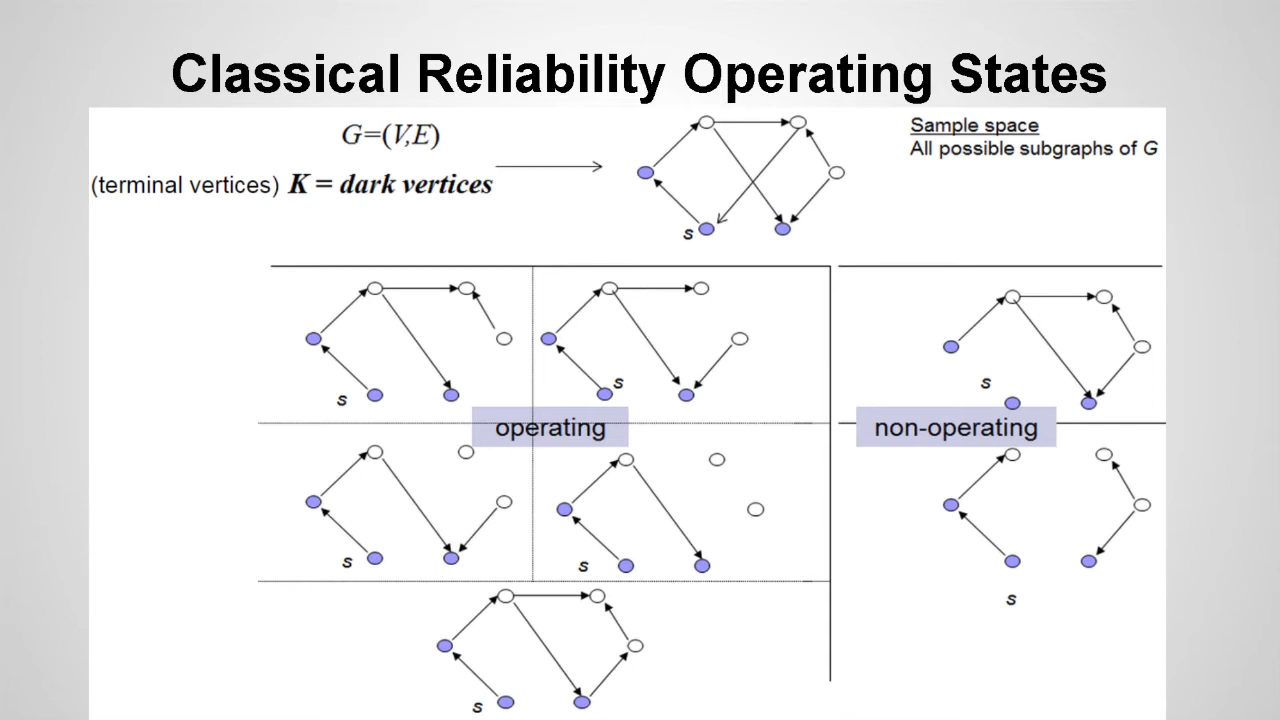 Classical Reliability Operating States
G=(V,E)
(terminal vertices) K = dark vertices
Sample space
All possible subgraphs of G
s
s
s
s
operating
non-operating
s
s
s
s